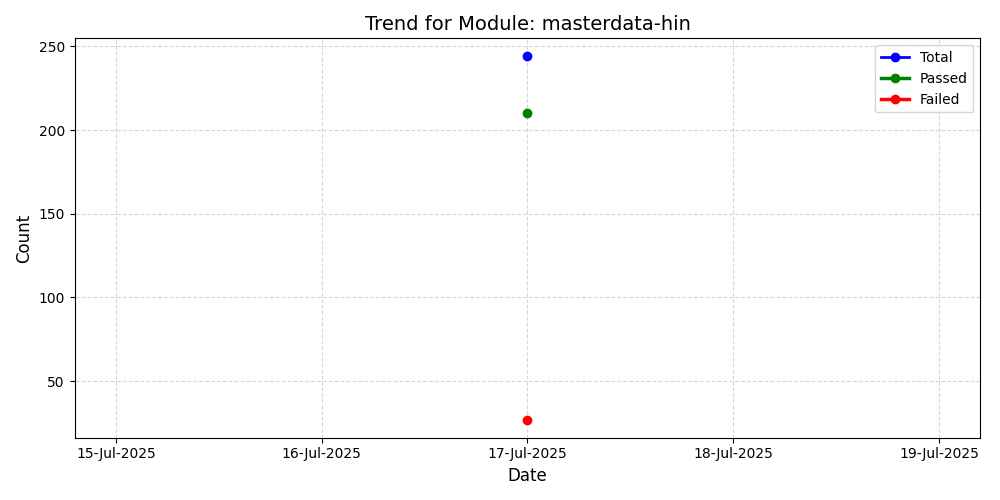 Trend for Module: masterdata-hin
250
200
150
100
50
Count
Total
Passed
Failed
15-Jul-2025
16-Jul-2025
17-Jul-2025
18-Jul-2025
19-Jul-2025
Date